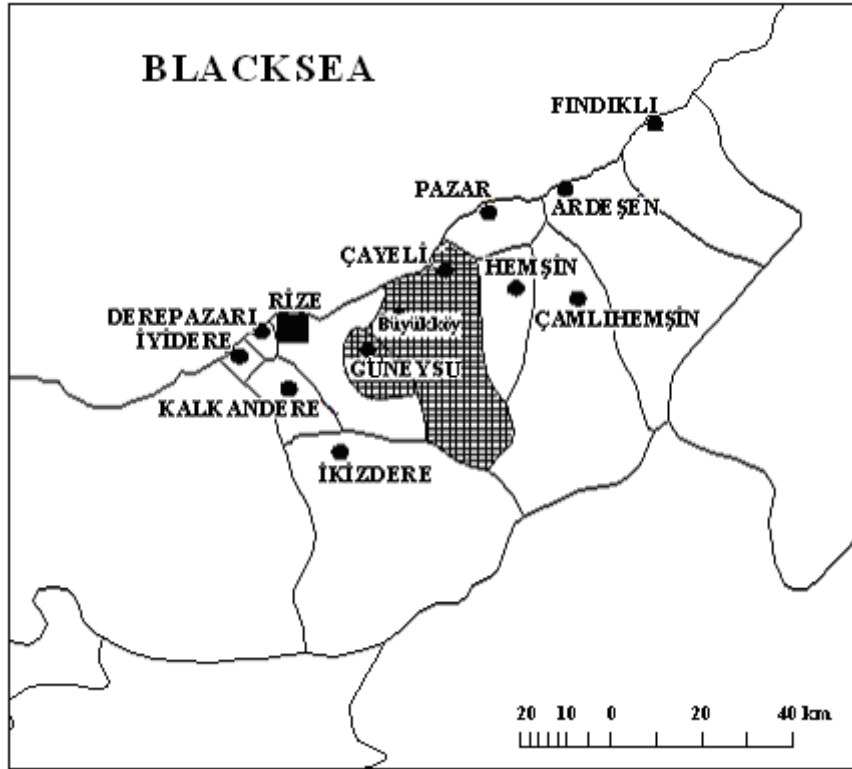 BLACKSEA
FINDIKLI
PAZAR
ARDEŞEN
ÇAYELİ
HEMŞİN
RİZE
DEREPAZARI
ÇAMLIHEMŞİN
Büyükköy
İYİDERE
GÜNEYSU
KALKANDERE
İKİZDERE
20 10 0 20 40 km